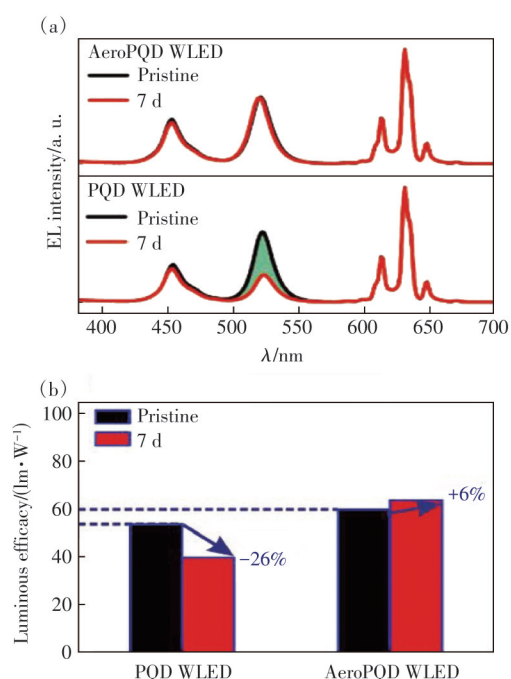 (a)
AeroPQD WLED
Pristine
7 d
PQD WLED
Pristine
7 d
EL intensity/a. u.
400 450 500 550 600 650 700
λ/nm
(b)
Pristine
7 d
100
80
60
40
20
0
+6%
−26%
Luminous efficacy/(lm·W⁻¹)
POD WLED AeroPOD WLED